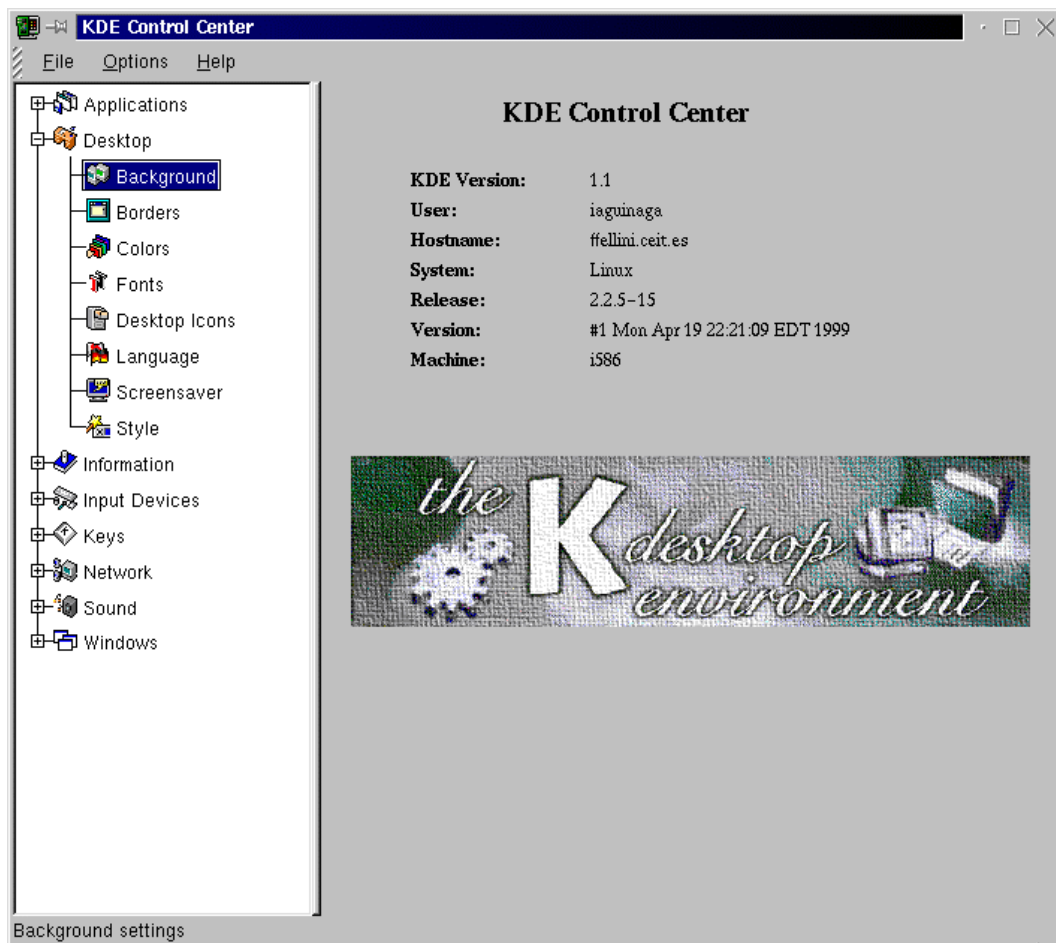 KDE Control Center
File Options Help
Applications
Desktop
Background
Borders
Colors
Fonts
Desktop Icons
Language
Screensaver
Style
Information
Input Devices
Keys
Network
Sound
Windows
KDE Control Center
KDE Version: 1.1
User: iaguinaga
Hostname: ffellini.ceit.es
System: Linux
Release: 2.2.5-15
Version: #1 Mon Apr 19 22:21:09 EDT 1999
Machine: i586
the K desktop
environment
Background settings